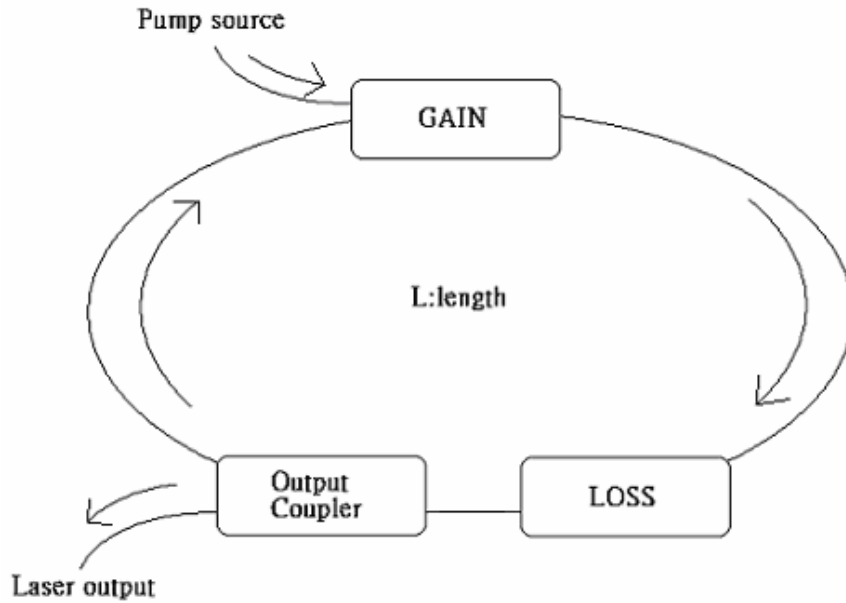 Pump source
GAIN
L:length
Output
Coupler
LOSS
Laser output